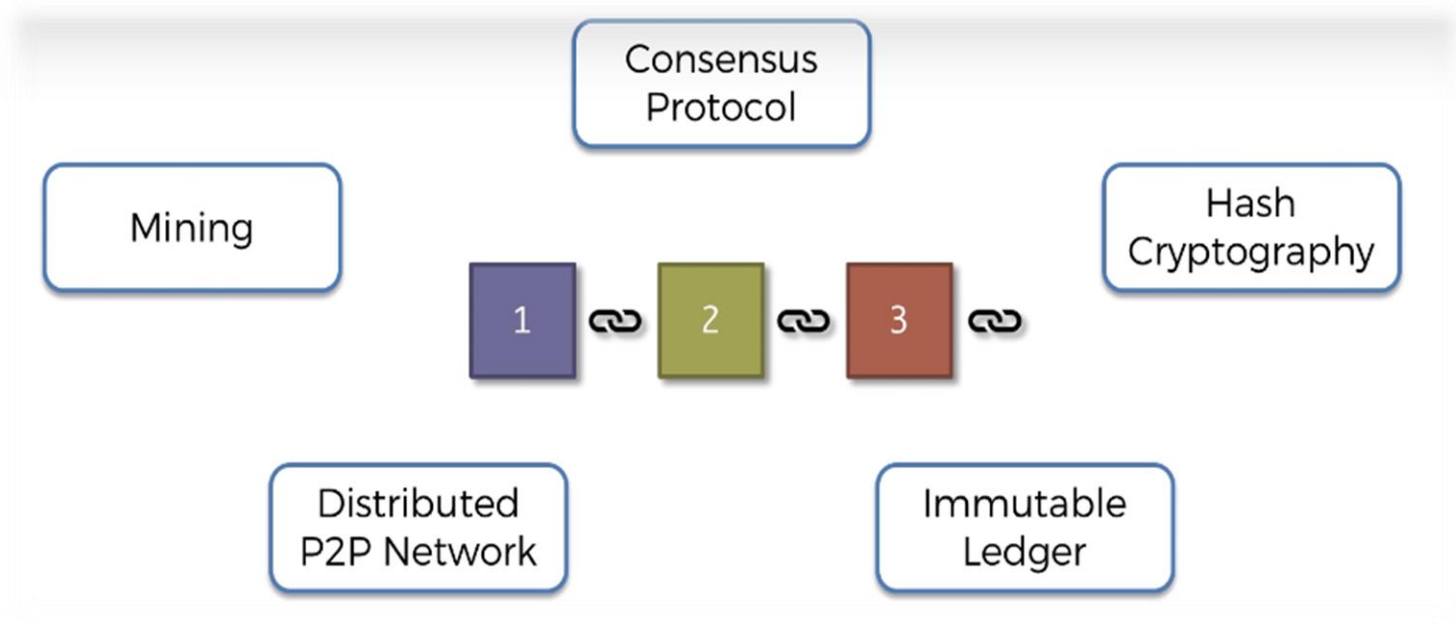 Consensus
Protocol
Mining
Hash
Cryptography
1 2 3
Distributed
P2P Network
Immutable
Ledger